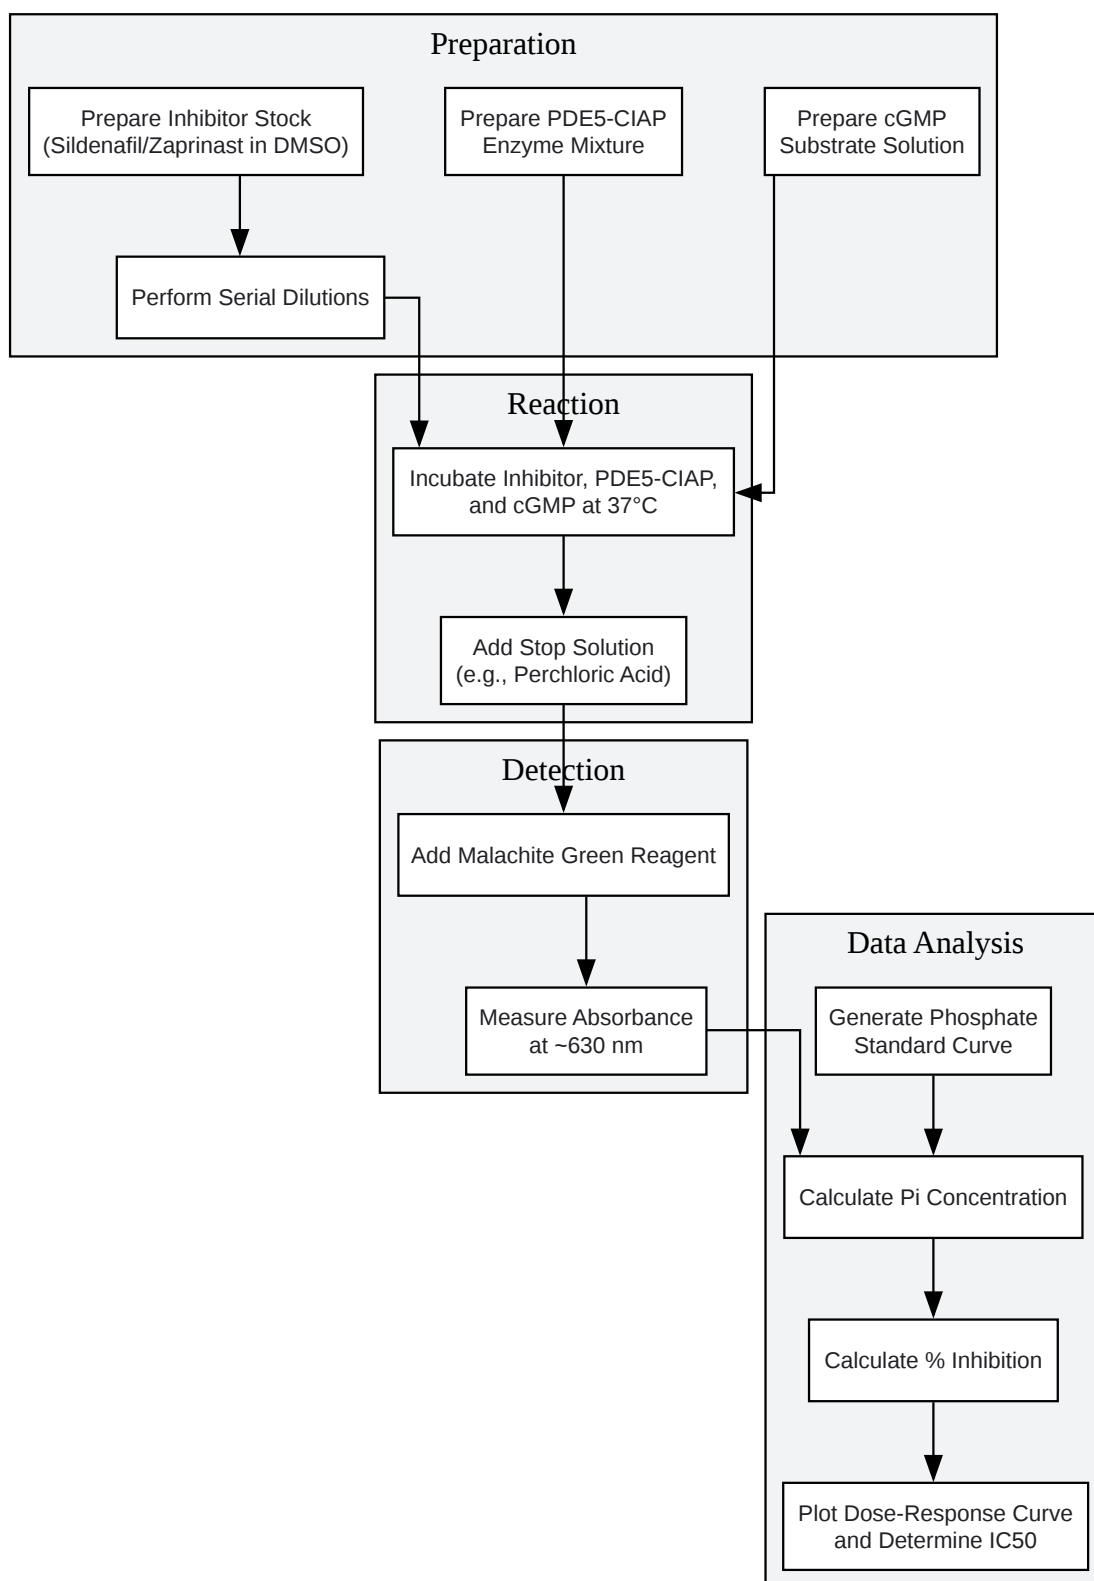 Preparation
Prepare Inhibitor Stock
(Sildenafil/Zaprinast in DMSO)
Prepare PDE5-CIAP
Enzyme Mixture
Prepare cGMP
Substrate Solution
Perform Serial Dilutions
Reaction
Incubate Inhibitor, PDE5-CIAP,
and cGMP at 37°C
Add Stop Solution
(e.g., Perchloric Acid)
Detection
Add Malachite Green Reagent
Measure Absorbance
at ~630 nm
Data Analysis
Generate Phosphate
Standard Curve
Calculate Pi Concentration
Calculate % Inhibition
Plot Dose-Response Curve
and Determine IC50